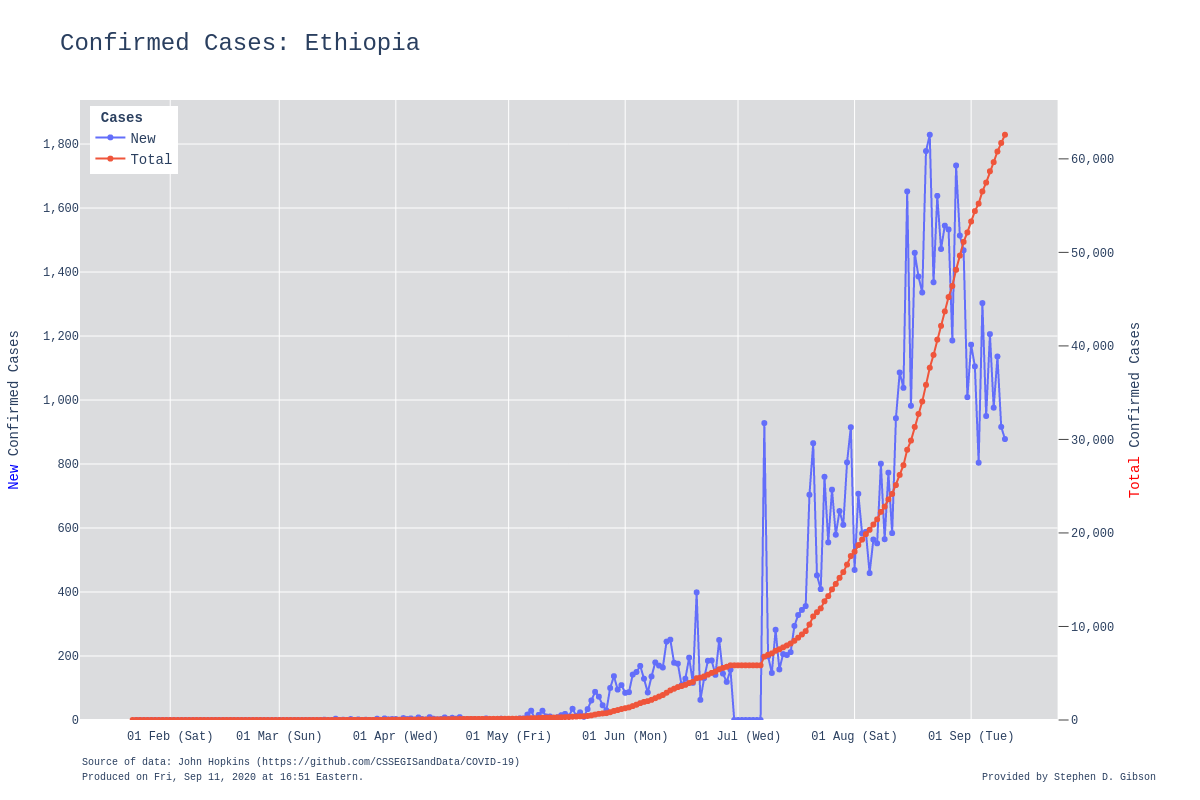 Confirmed Cases: Ethiopia
Cases
New
Total
1,800
1,600
1,400
1,200
1,000
800
600
400
200
0
60,000
50,000
40,000
30,000
20,000
10,000
0
New Confirmed Cases
Total Confirmed Cases
01 Feb (Sat) 01 Mar (Sun) 01 Apr (Wed) 01 May (Fri) 01 Jun (Mon) 01 Jul (Wed) 01 Aug (Sat) 01 Sep (Tue)
Source of data: John Hopkins (https://github.com/CSSEGISandData/COVID-19)
Produced on Fri, Sep 11, 2020 at 16:51 Eastern.
Provided by Stephen D. Gibson